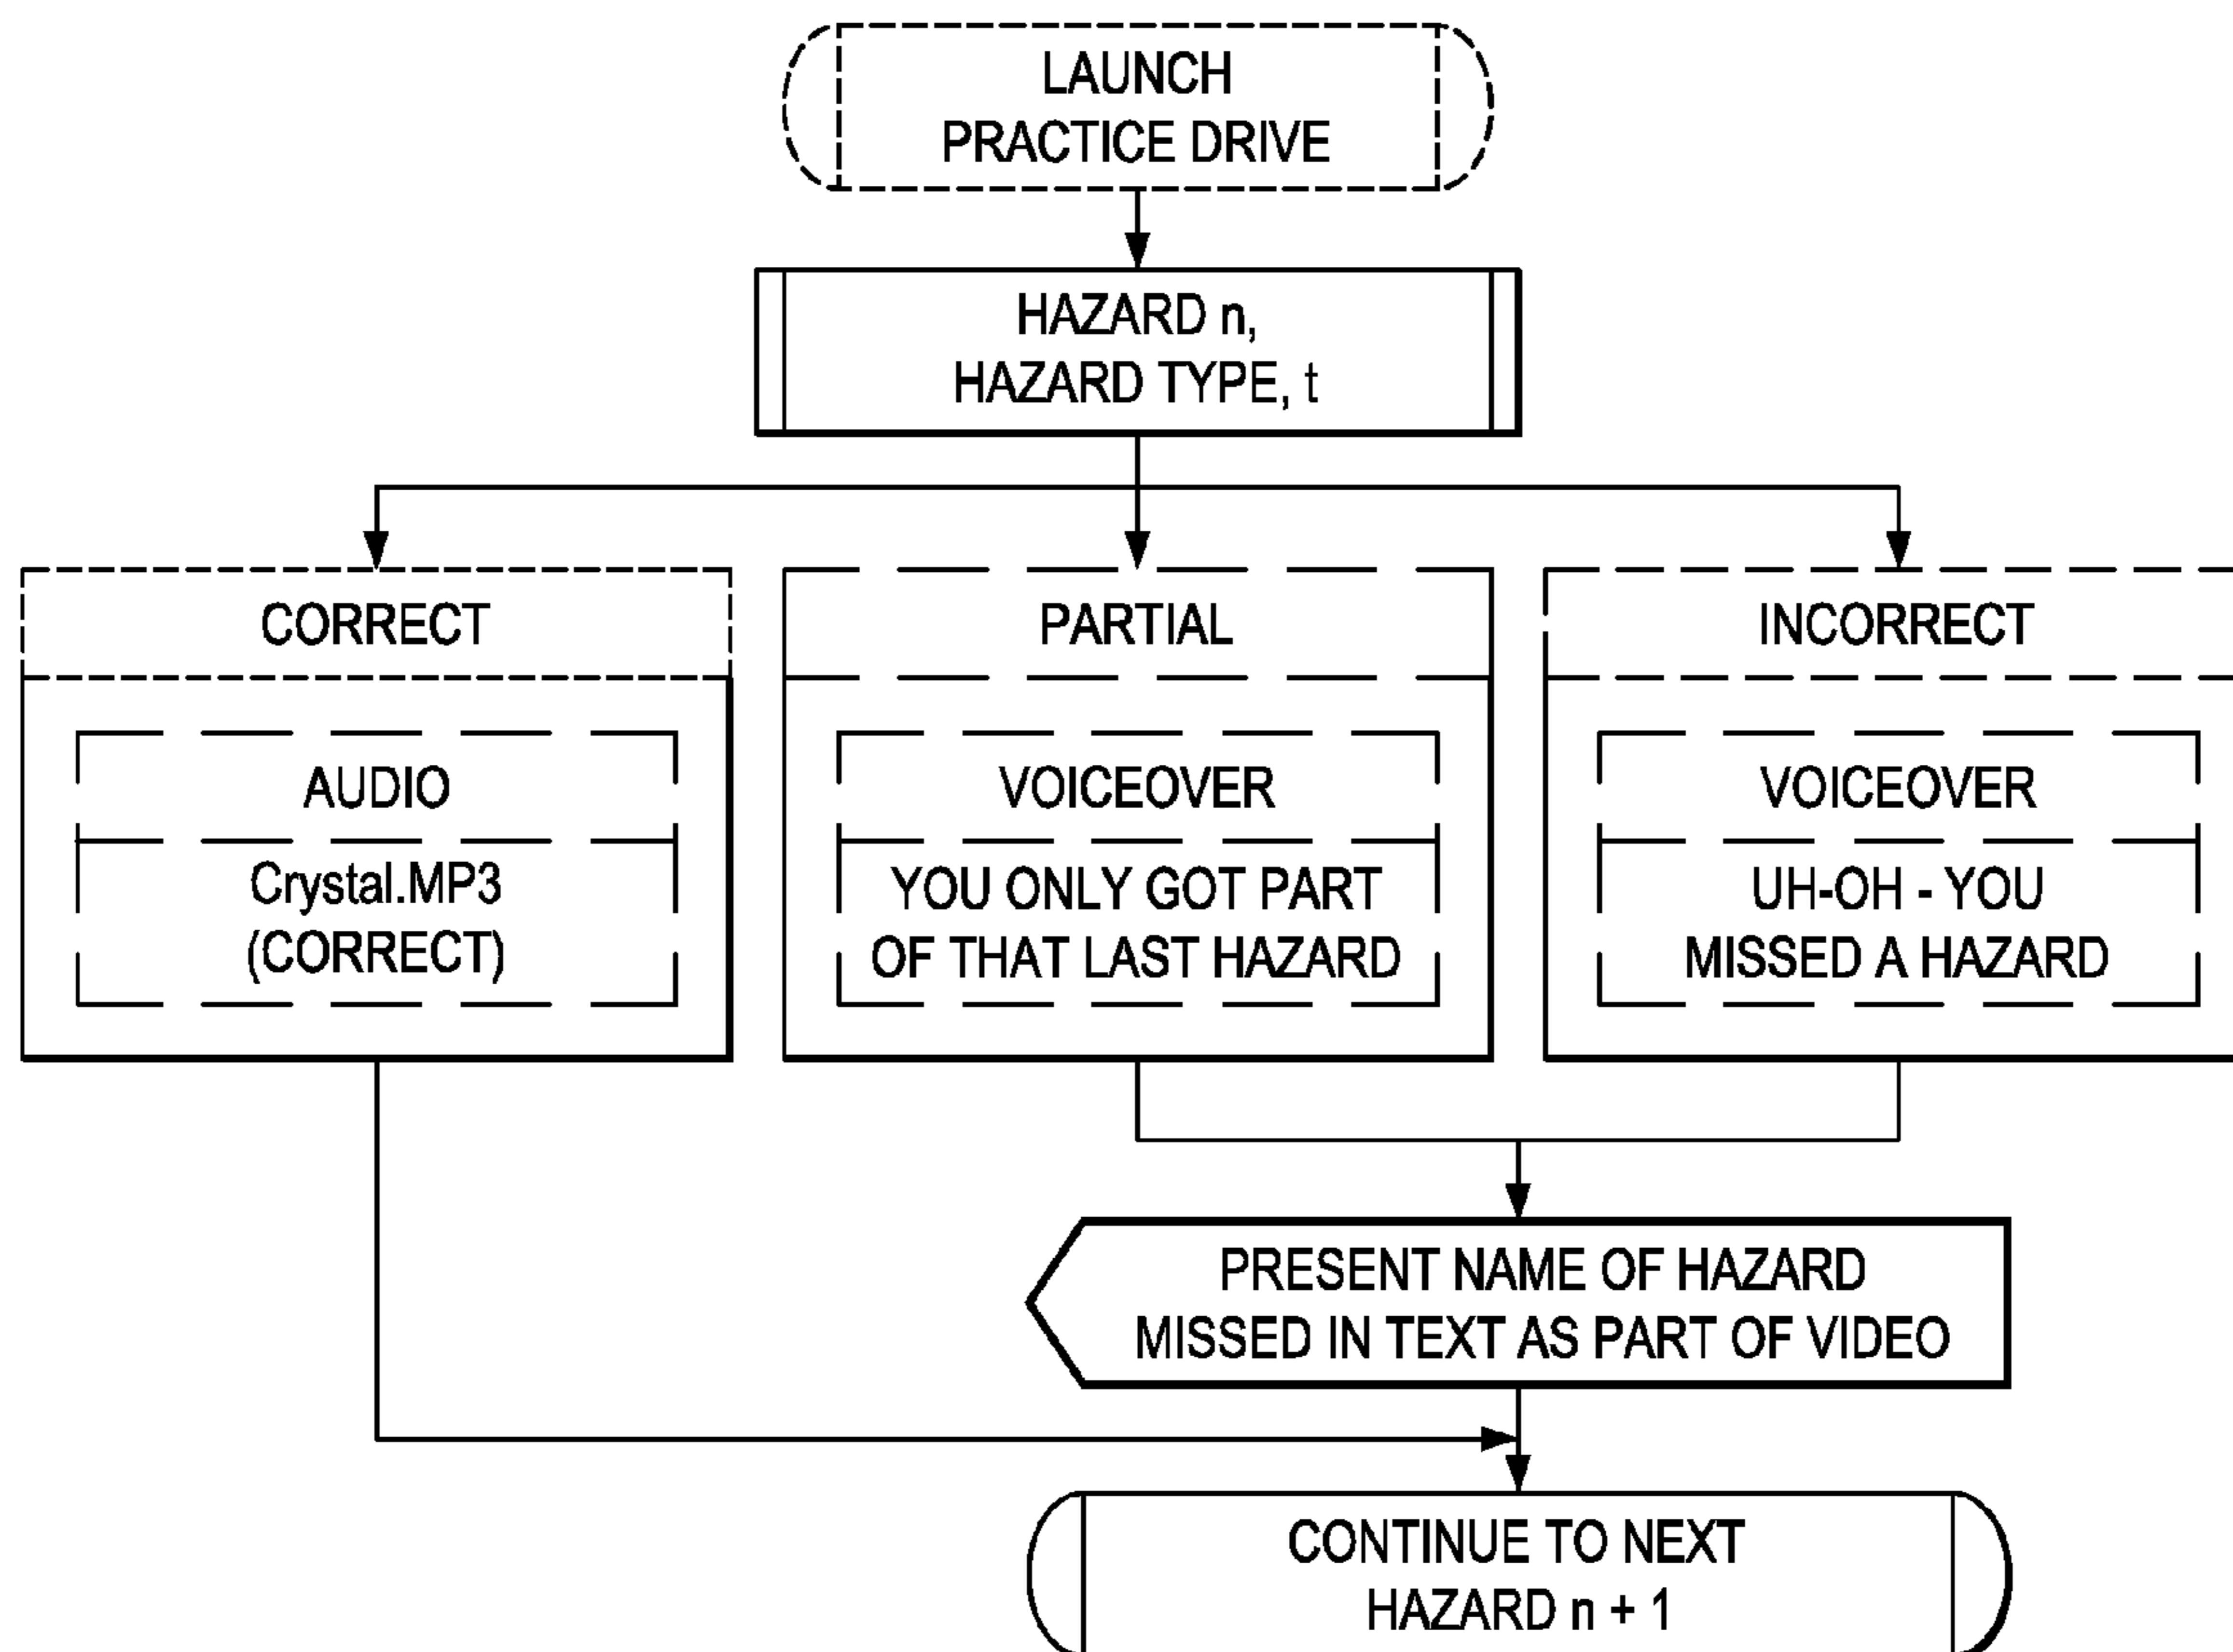 LAUNCH
PRACTICE DRIVE
HAZARD n,
HAZARD TYPE, t
CORRECT
AUDIO
Crystal.MP3
(CORRECT)
PARTIAL
VOICEOVER
YOU ONLY GOT PART
OF THAT LAST HAZARD
INCORRECT
VOICEOVER
UH-OH - YOU
MISSED A HAZARD
PRESENT NAME OF HAZARD
MISSED IN TEXT AS PART OF VIDEO
CONTINUE TO NEXT
HAZARD n + 1